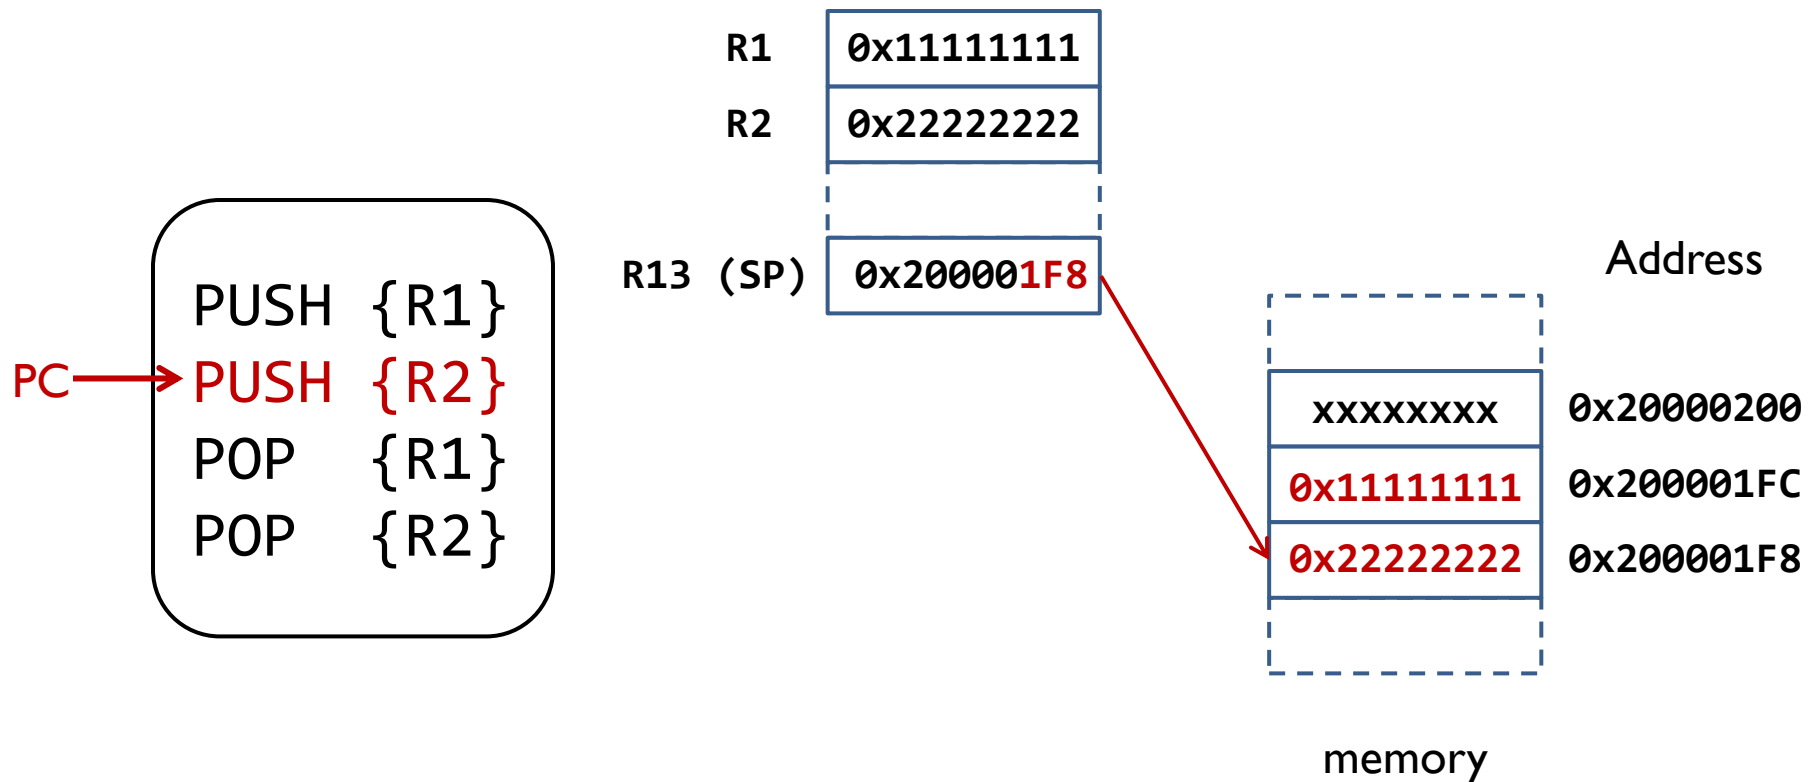 R1 0x11111111
R2 0x22222222
R13 (SP) 0x200001F8
PUSH {R1}
PC PUSH {R2}
POP {R1}
POP {R2}
Address
xxxxxxxx 0x20000200
0x11111111 0x200001FC
0x22222222 0x200001F8
memory